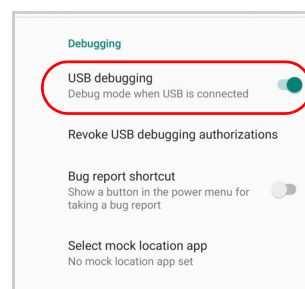 Debugging
USB debugging
Debug mode when USB is connected
Revoke USB debugging authorizations
Bug report shortcut
Show a button in the power menu for
taking a bug report
Select mock location app
No mock location app set